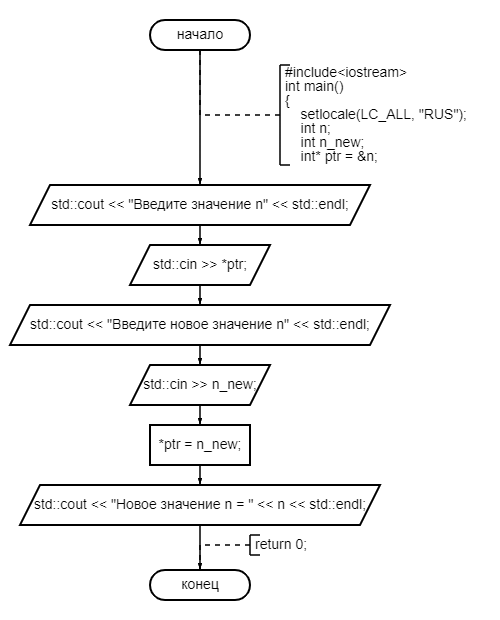 начало
#include<iostream>
int main()
{
setlocale(LC_ALL, "RUS");
int n;
int n_new;
int* ptr = &n;
std::cout << "Введите значение n" << std::endl;
std::cin >> *ptr;
std::cout << "Введите новое значение n" << std::endl;
std::cin >> n_new;
*ptr = n_new;
std::cout << "Новое значение n = " << n << std::endl;
return 0;
конец